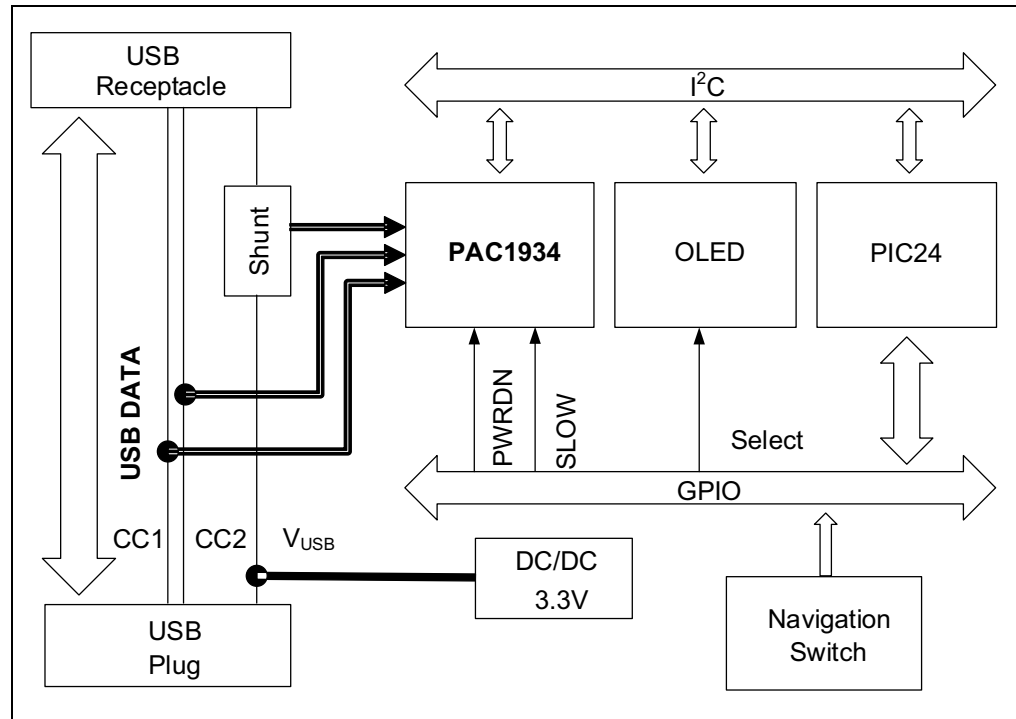 USB
Receptacle
I²C
Shunt
PAC1934
OLED
PIC24
USB DATA
PWRDN
SLOW
Select
GPIO
CC1
CC2
VUSB
DC/DC
3.3V
USB
Plug
Navigation
Switch